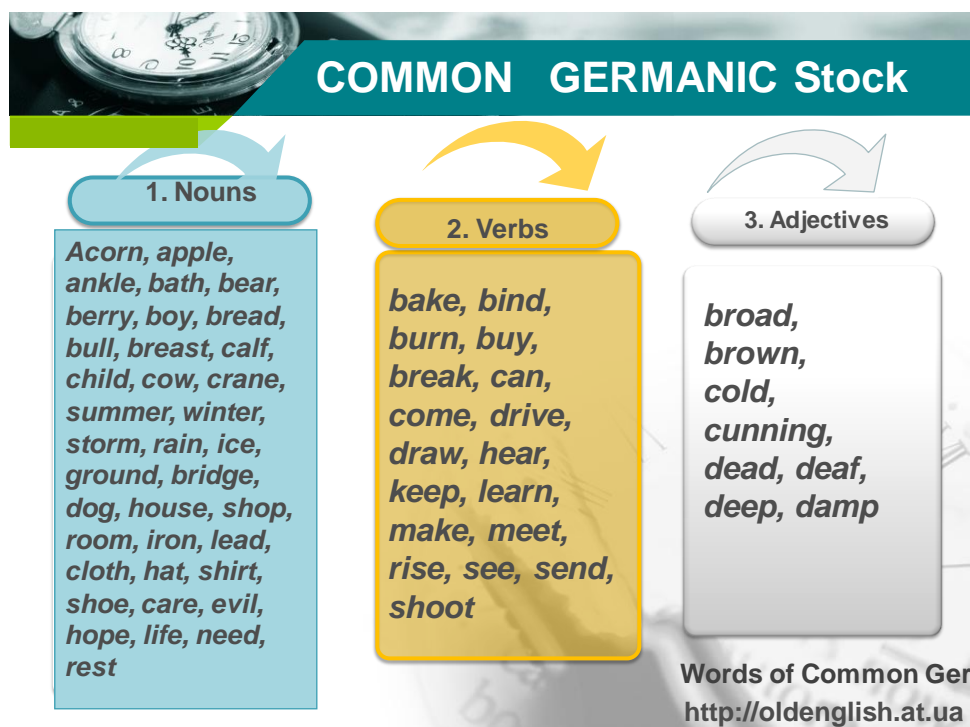 COMMON GERMANIC Stock
1. Nouns
Acorn, apple,
ankle, bath, bear,
berry, boy, bread,
bull, breast, calf,
child, cow, crane,
summer, winter,
storm, rain, ice,
ground, bridge,
dog, house, shop,
room, iron, lead,
cloth, hat, shirt,
shoe, care, evil,
hope, life, need,
rest
2. Verbs
bake, bind,
burn, buy,
break, can,
come, drive,
draw, hear,
keep, learn,
make, meet,
rise, see, send,
shoot
3. Adjectives
broad,
brown,
cold,
cunning,
dead, deaf,
deep, damp
Words of Common Ger
http://oldenglish.at.ua